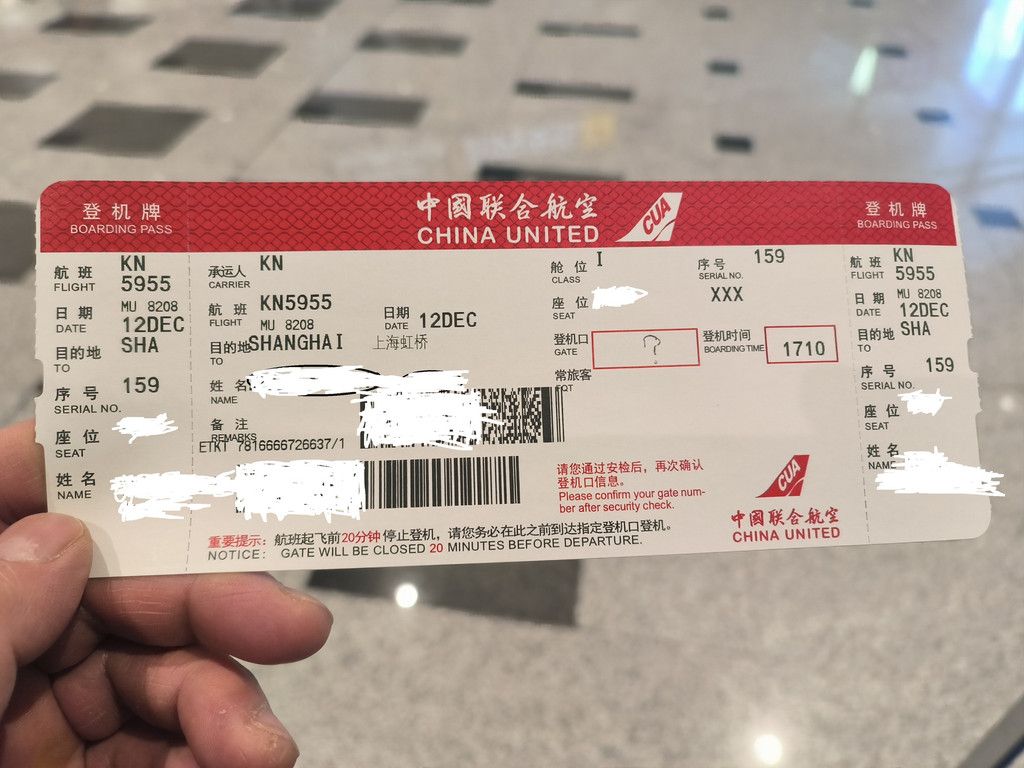 登机牌
BOARDING PASS
中國联合航空
CHINA UNITED
CUA
登机牌
BOARDING PASS
航班 KN
FLIGHT 5955
MU 8208
日期
DATE 12DEC
目的地 SHA
TO
序号 159
SERIAL NO.
座位
SEAT
姓名
NAME
承运人 KN
CARRIER
航班 KN5955
FLIGHT
MU 8208
日期
DATE 12DEC
目的地 SHANGHAI 上海虹桥
TO
姓名
NAME
备注
REMARKS
ETKT 7816666726637/1
舱位 I
CLASS
序号 159
SERIAL NO.
座位 XXX
SEAT
登机口 ?
GATE
登机时间 1710
BOARDING TIME
常旅客
FQT
请您通过安检后，再次确认
登机口信息。
Please confirm your gate num-
ber after security check.
CUA
中國联合航空
CHINA UNITED
重要提示：航班起飞前20分钟停止登机，请您务必在此之前到达指定登机口登机。
NOTICE: GATE WILL BE CLOSED 20 MINUTES BEFORE DEPARTURE.
航班 KN
FLIGHT 5955
MU 8208
日期
DATE 12DEC
目的地 SHA
TO
序号 159
SERIAL NO.
座位
SEAT
姓名
NAME